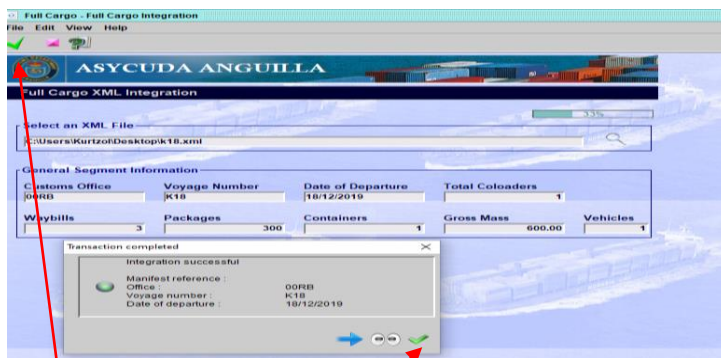 Full Cargo - Full Cargo Integration
File Edit View Help
ASYCUDA ANGUILLA
Full Cargo XML Integration
33%
Select an XML File
C:\Users\Kurtzol\Desktop\k18.xml
General Segment Information
Customs Office Voyage Number Date of Departure Total Coloaders
00RB K18 18/12/2019 1
Waybills Packages Containers Gross Mass Vehicles
3 300 1 600.00 1
Transaction completed
Integration successful
Manifest reference :
Office : 00RB
Voyage number : K18
Date of departure : 18/12/2019